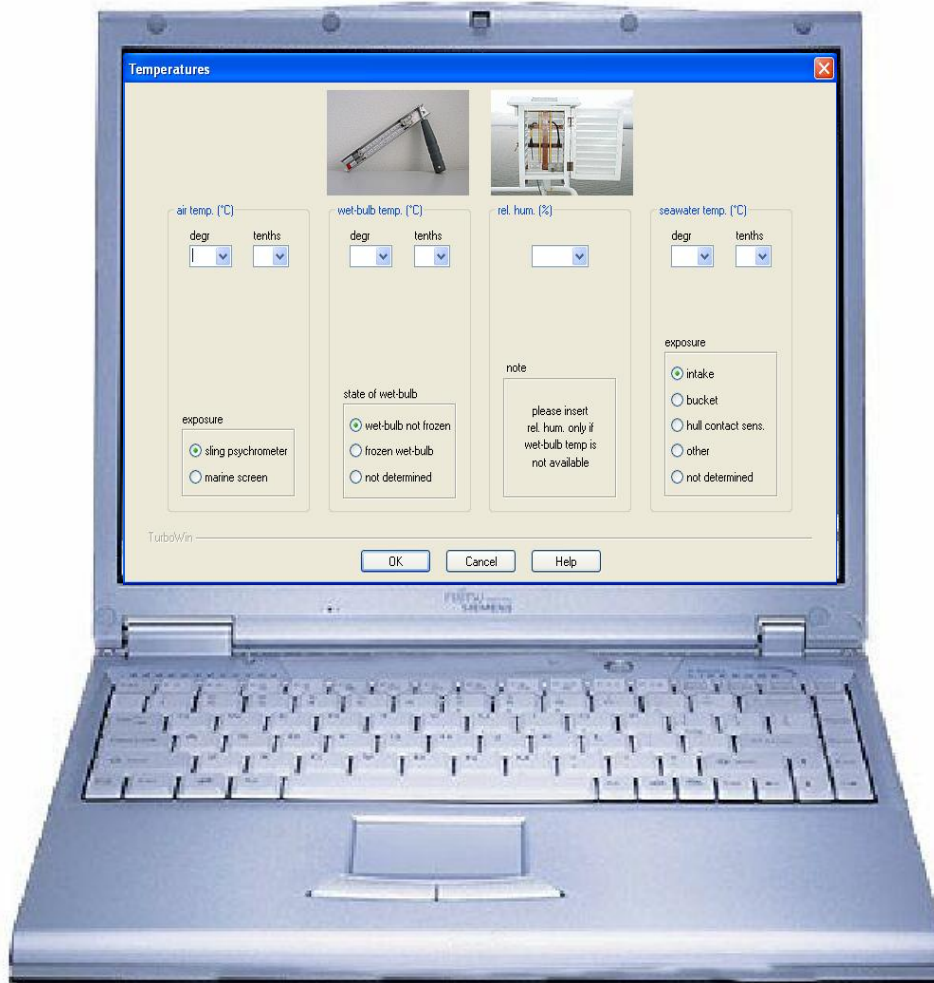 Temperatures
air temp. (°C)
degr tenths
exposure
sling psychrometer
marine screen
wet-bulb temp. (°C)
degr tenths
state of wet-bulb
wet-bulb not frozen
frozen wet-bulb
not determined
rel. hum. (%)
note
please insert
rel. hum. only if
wet-bulb temp is
not available
seawater temp. (°C)
degr tenths
exposure
intake
bucket
hull contact sens.
other
not determined
TurboWin
OK Cancel Help
FUJITSU
SIEMENS